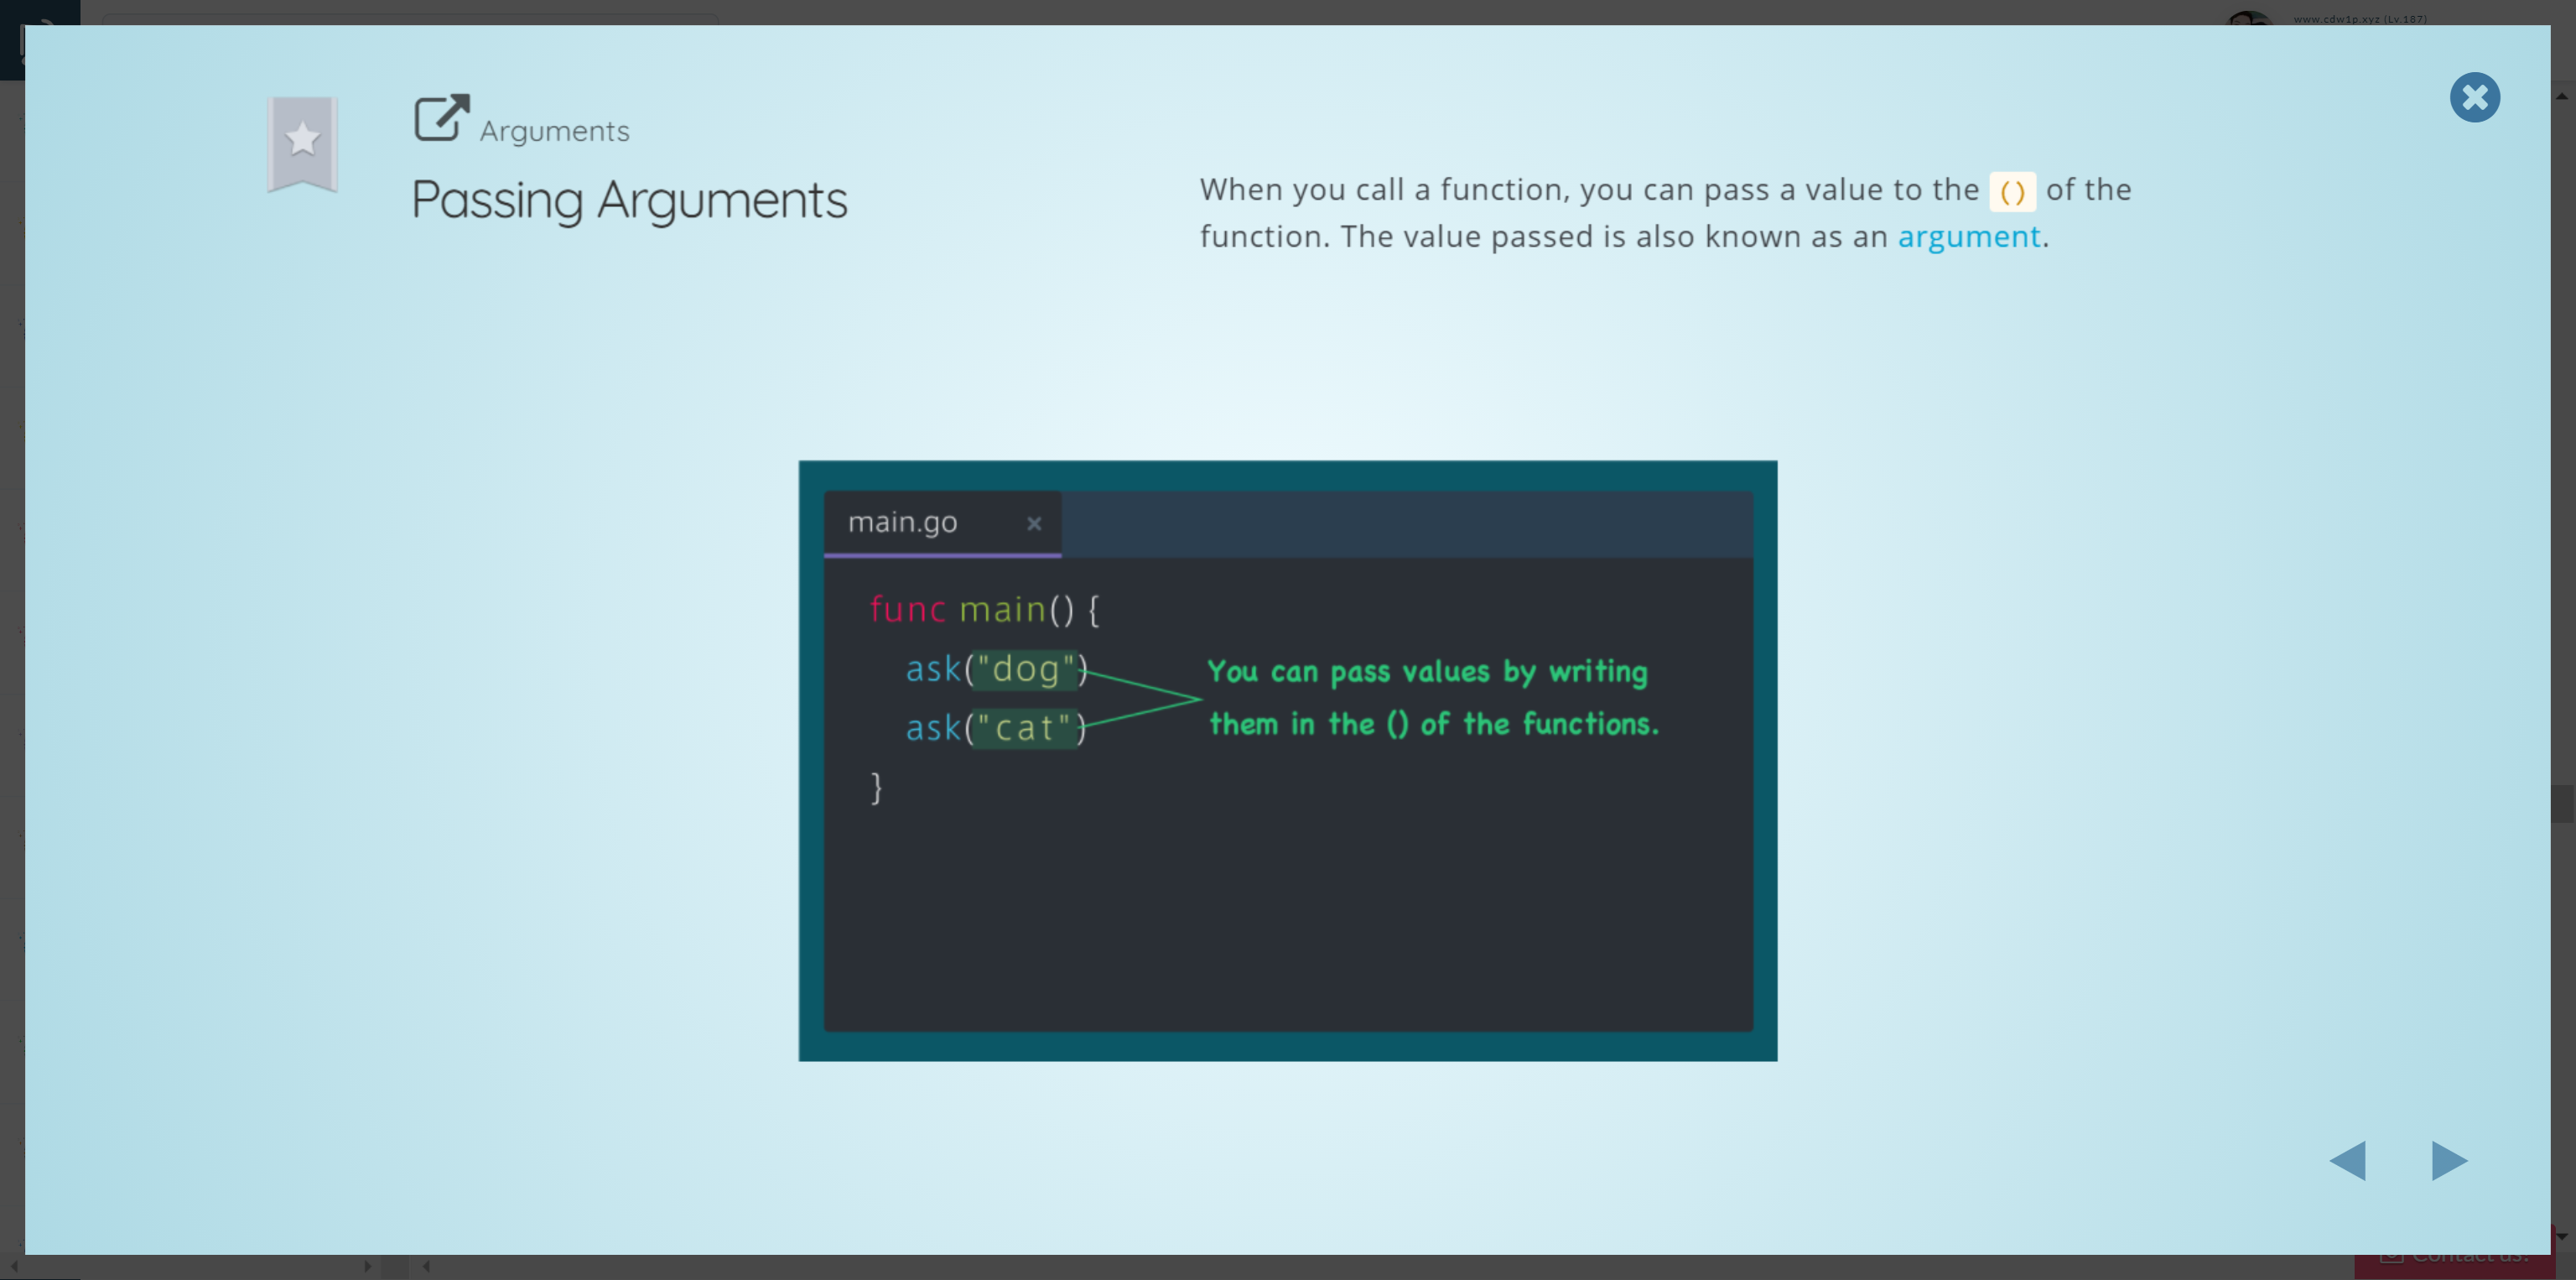 www.cdw1p.xyz (Lv.187)
Arguments
Passing Arguments
When you call a function, you can pass a value to the () of the
function. The value passed is also known as an argument.
main.go ×
func main() {
ask("dog")
ask("cat")
}
You can pass values by writing
them in the () of the functions.
Contact us!